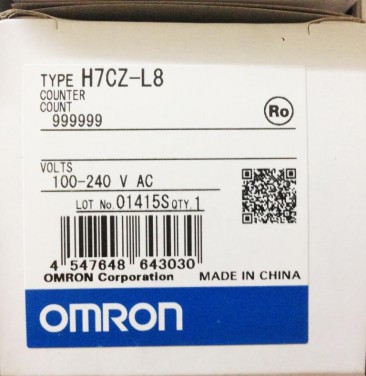 TYPE H7CZ-L8
COUNTER
COUNT
999999
Ro
VOLTS
100-240 V AC
LOT No. 01415S QTY. 1
4 547648 643030
OMRON Corporation MADE IN CHINA
OMRON